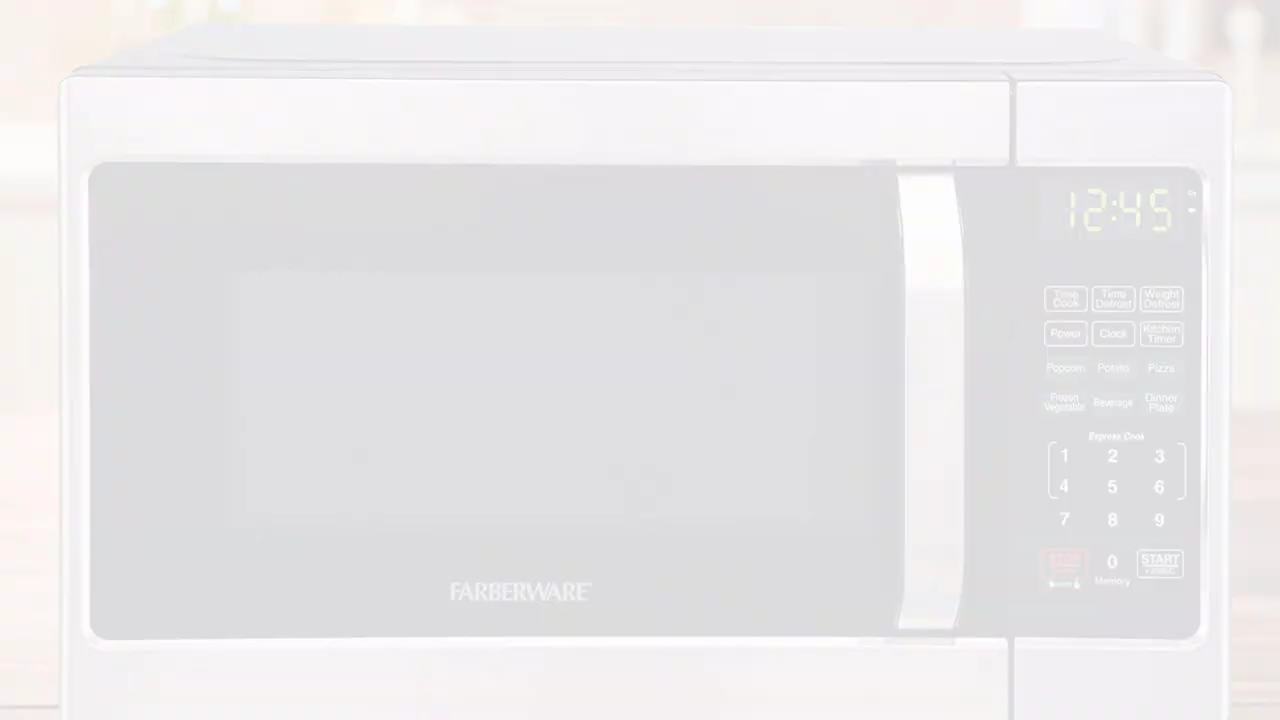 12:45
Time Cook
Time Defrost
Weight Defrost
Power
Clock
Kitchen Timer
Popcorn
Potato
Pizza
Frozen Vegetable
Beverage
Dinner Plate
Express Cook
1 2 3
4 5 6
7 8 9
STOP
0
START
Memory
FARBERWARE